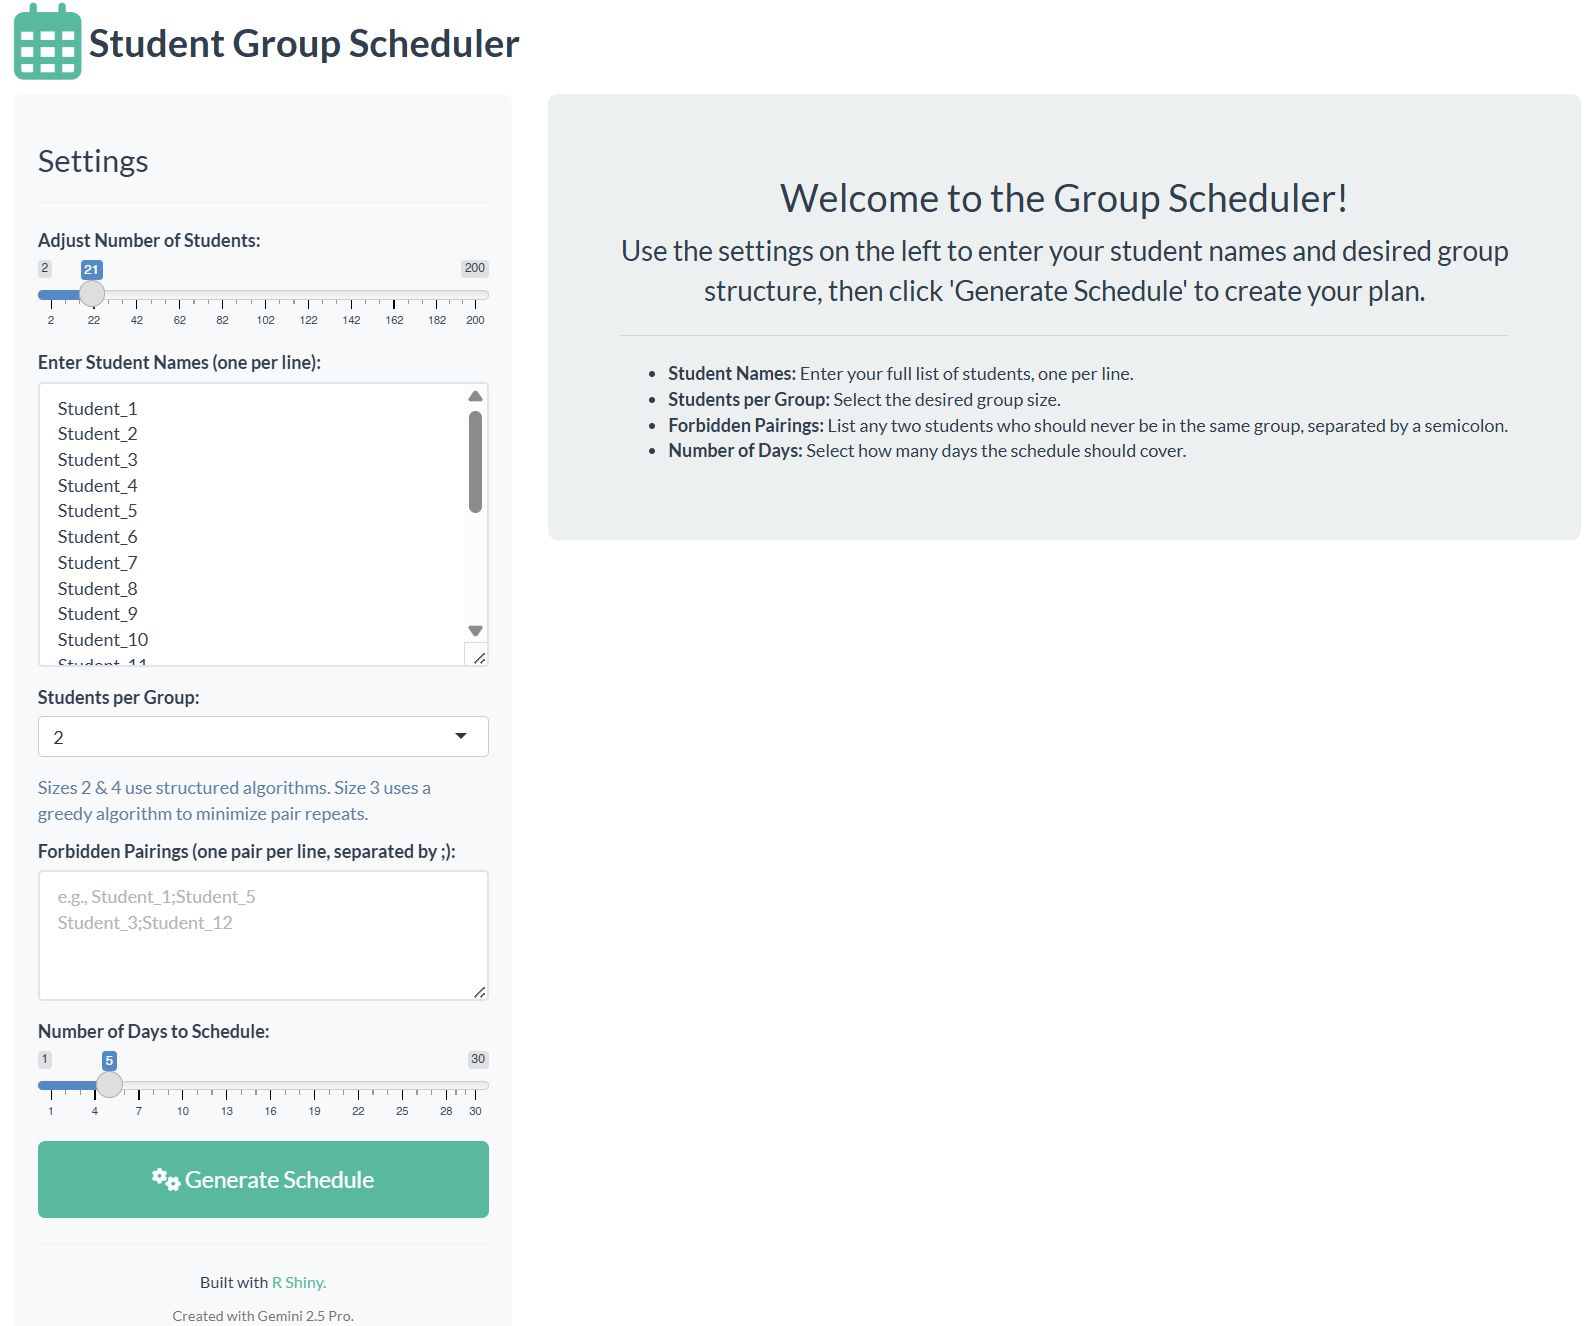 Student Group Scheduler
Settings
Adjust Number of Students:
2 21 200
2 22 42 62 82 102 122 142 162 182 200
Enter Student Names (one per line):
Student_1
Student_2
Student_3
Student_4
Student_5
Student_6
Student_7
Student_8
Student_9
Student_10
Student_11
Students per Group:
2
Sizes 2 & 4 use structured algorithms. Size 3 uses a
greedy algorithm to minimize pair repeats.
Forbidden Pairings (one pair per line, separated by ;):
e.g., Student_1;Student_5
Student_3;Student_12
Number of Days to Schedule:
1 5 30
1 4 7 10 13 16 19 22 25 28 30
Generate Schedule
Built with R Shiny.
Created with Gemini 2.5 Pro.
Welcome to the Group Scheduler!
Use the settings on the left to enter your student names and desired group
structure, then click 'Generate Schedule' to create your plan.
• Student Names: Enter your full list of students, one per line.
• Students per Group: Select the desired group size.
• Forbidden Pairings: List any two students who should never be in the same group, separated by a semicolon.
• Number of Days: Select how many days the schedule should cover.